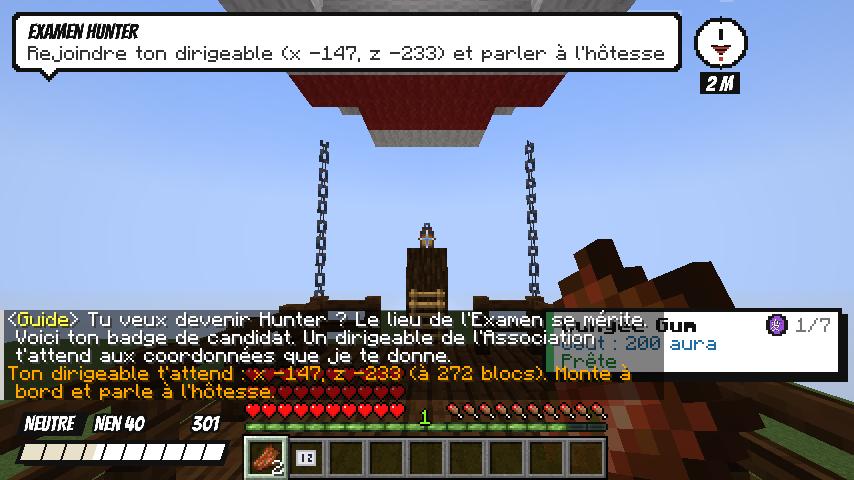 EXAMEN HUNTER
Rejoindre ton dirigeable (x -147, z -233) et parler à l'hôtesse
2 M
<Guide> Tu veux devenir Hunter ? Le lieu de l'Examen se mérite.
Voici ton badge de candidat. Un dirigeable de l'Association
t'attend aux coordonnées que je te donne.
Ton dirigeable t'attend : x -147, z -233 (à 272 blocs). Monte à
bord et parle à l'hôtesse.
Gum
1/7
Coût : 200 aura
Prête
NEUTRE NEN 40 301
1
2
12